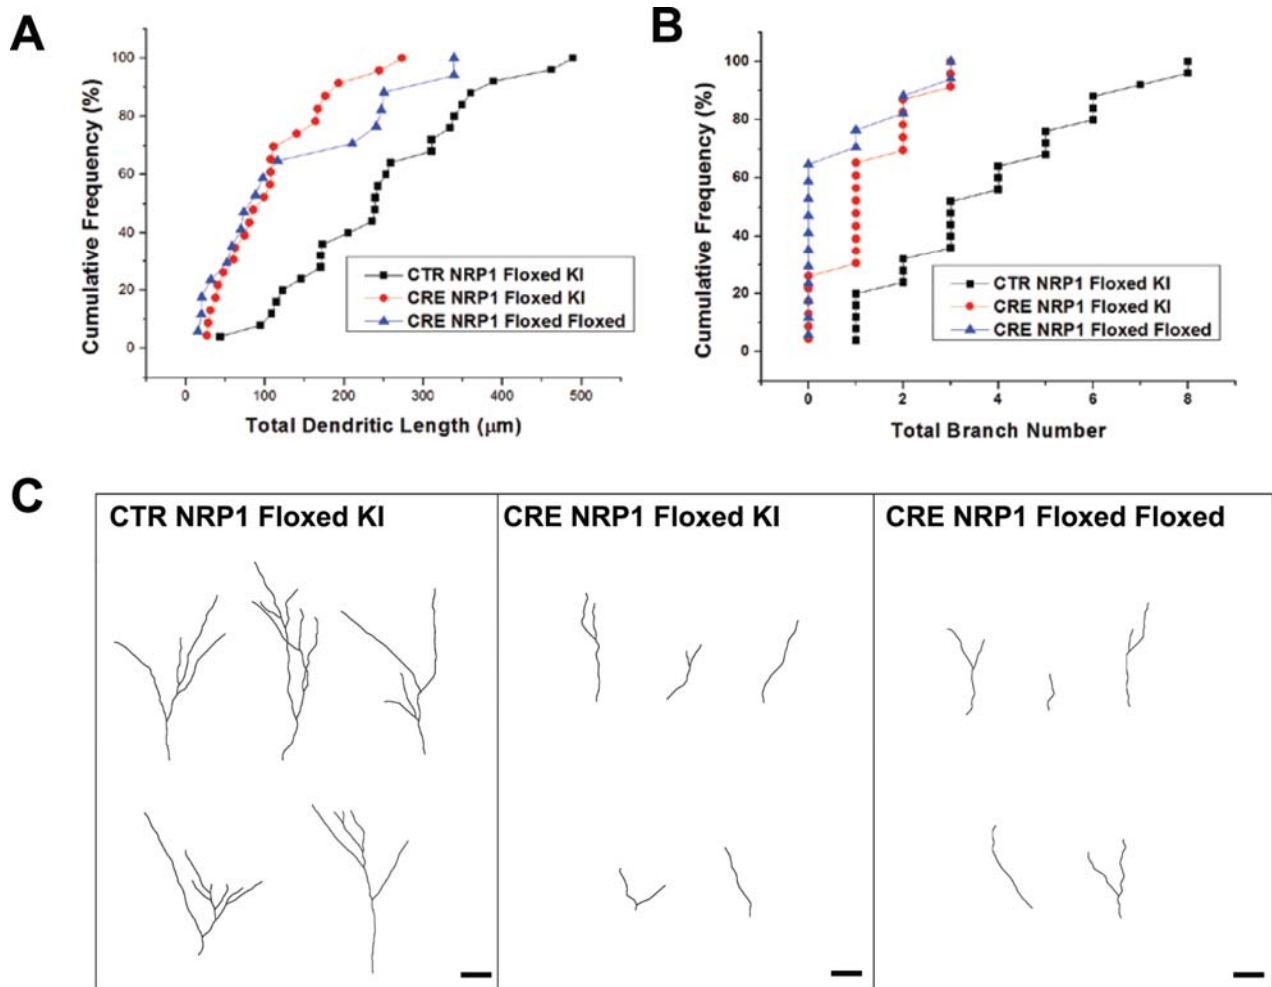 A
Cumulative Frequency (%)
100
80
60
40
20
0
CTR NRP1 Floxed KI
CRE NRP1 Floxed KI
CRE NRP1 Floxed Floxed
0 100 200 300 400 500
Total Dendritic Length (μm)
B
Cumulative Frequency (%)
100
80
60
40
20
0
CTR NRP1 Floxed KI
CRE NRP1 Floxed KI
CRE NRP1 Floxed Floxed
0 2 4 6 8
Total Branch Number
C
CTR NRP1 Floxed KI
CRE NRP1 Floxed KI
CRE NRP1 Floxed Floxed